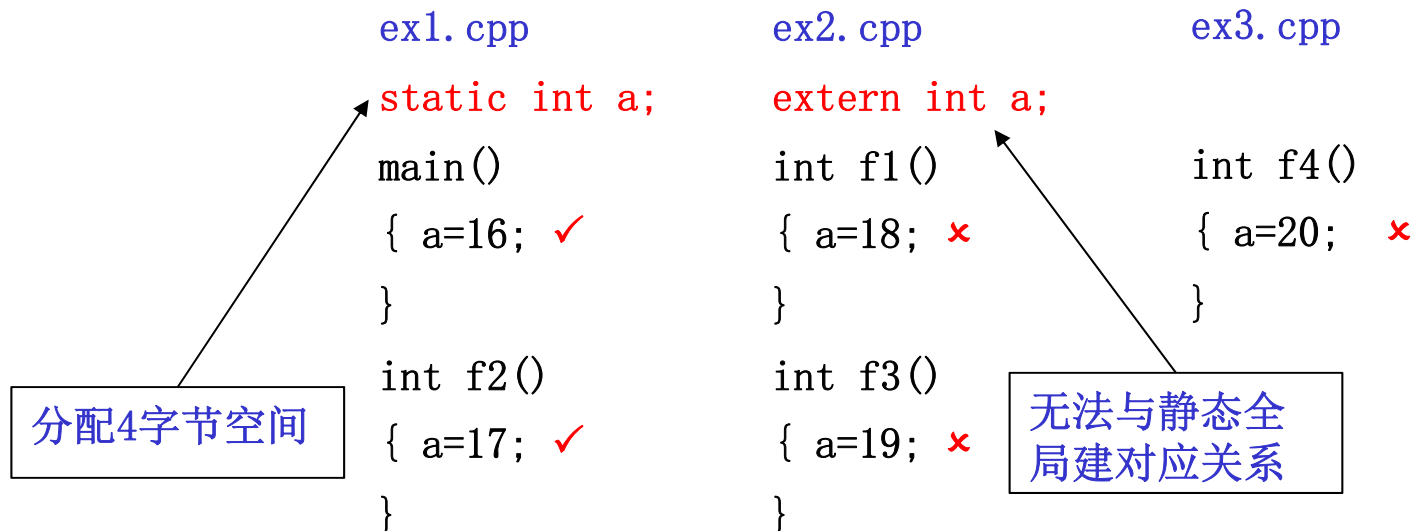 ex1.cpp
static int a;
main()
{ a=16; ✓
}
int f2()
{ a=17; ✓
}
分配4字节空间
ex2.cpp
extern int a;
int f1()
{ a=18; ×
}
int f3()
{ a=19; ×
}
无法与静态全
局建对应关系
ex3.cpp
int f4()
{ a=20; ×
}